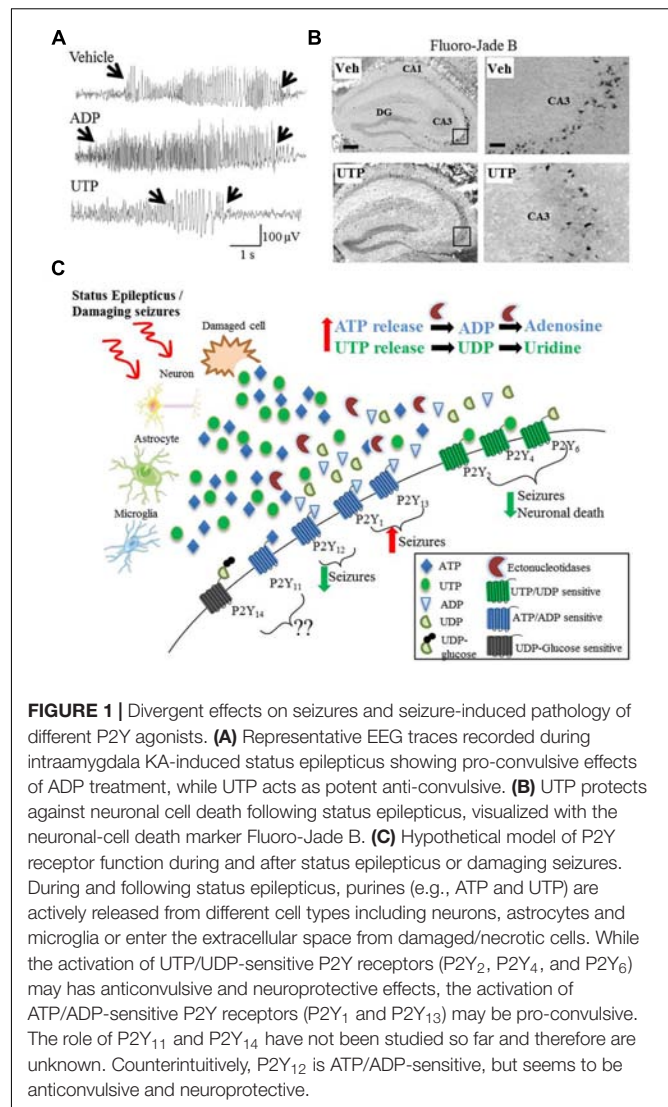 A
Vehicle
ADP
UTP
100 µV
1 s
B
Fluoro-Jade B
Veh
CA1
DG
CA3
Veh
CA3
UTP
UTP
CA3
C
Status Epilepticus /
Damaging seizures
Damaged cell
Neuron
Astrocyte
Microglia
ATP release ADP Adenosine
UTP release UDP Uridine
P2Y2
P2Y4
P2Y6
Seizures
Neuronal death
P2Y13
P2Y1
Seizures
P2Y12
Seizures
P2Y11
P2Y14
??
ATP
UTP
ADP
UDP
UDP-
glucose
Ectonucleotidases
UTP/UDP sensitive
ATP/ADP sensitive
UDP-Glucose sensitive
FIGURE 1 | Divergent effects on seizures and seizure-induced pathology of
different P2Y agonists. (A) Representative EEG traces recorded during
intraamygdala KA-induced status epilepticus showing pro-convulsive effects
of ADP treatment, while UTP acts as potent anti-convulsive. (B) UTP protects
against neuronal cell death following status epilepticus, visualized with the
neuronal-cell death marker Fluoro-Jade B. (C) Hypothetical model of P2Y
receptor function during and after status epilepticus or damaging seizures.
During and following status epilepticus, purines (e.g., ATP and UTP) are
actively released from different cell types including neurons, astrocytes and
microglia or enter the extracellular space from damaged/necrotic cells. While
the activation of UTP/UDP-sensitive P2Y receptors (P2Y2, P2Y4, and P2Y6)
may has anticonvulsive and neuroprotective effects, the activation of
ATP/ADP-sensitive P2Y receptors (P2Y1 and P2Y13) may be pro-convulsive.
The role of P2Y11 and P2Y14 have not been studied so far and therefore are
unknown. Counterintuitively, P2Y12 is ATP/ADP-sensitive, but seems to be
anticonvulsive and neuroprotective.